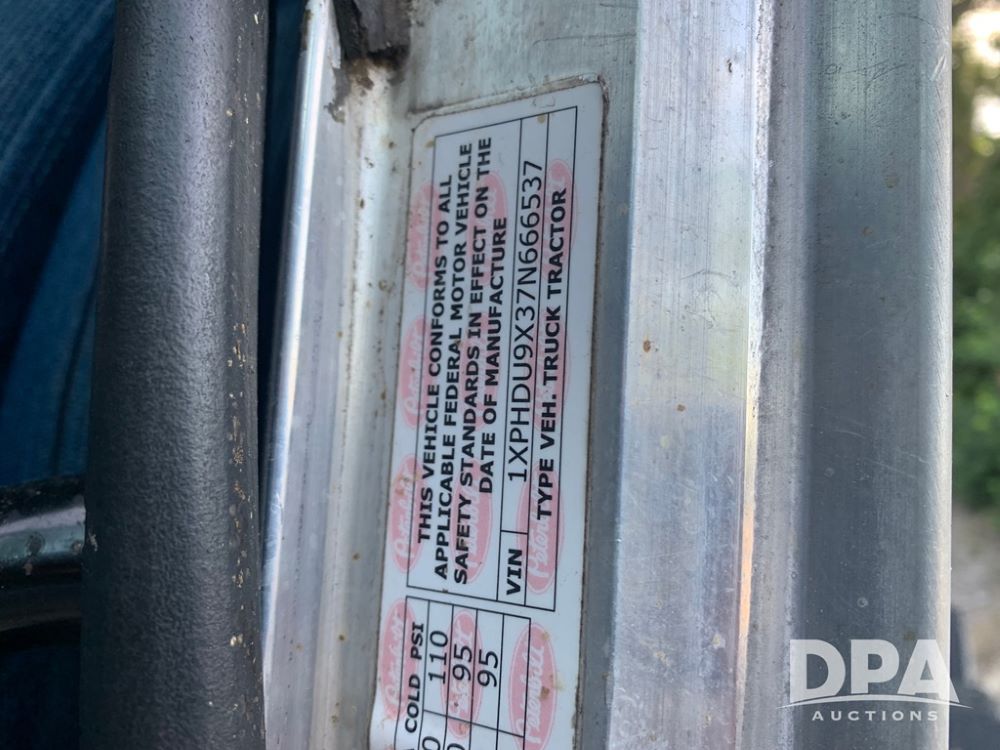 THIS VEHICLE CONFORMS TO ALL
APPLICABLE FEDERAL MOTOR VEHICLE
SAFETY STANDARDS IN EFFECT ON THE
DATE OF MANUFACTURE
VIN 1XPHDU9X37N666537
TYPE VEH. TRUCK TRACTOR
COLD PSI
110
95
95
Peterbilt
DPA
AUCTIONS